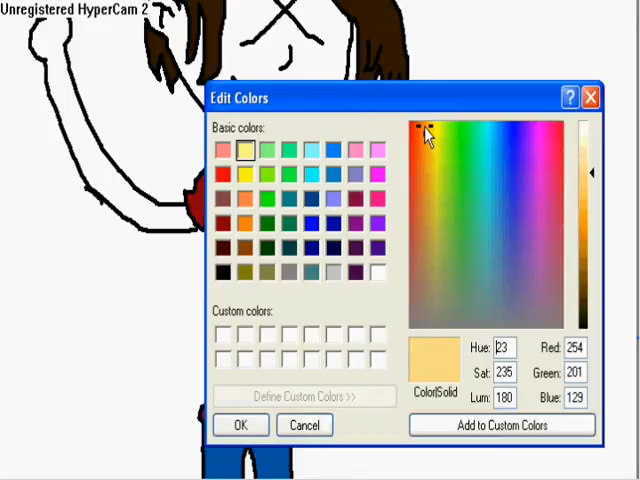 Unregistered HyperCam 2
Edit Colors
?
Basic colors:
Custom colors:
Define Custom Colors >>
OK
Cancel
Color|Solid
Hue: 23
Sat: 235
Lum: 180
Red: 254
Green: 201
Blue: 129
Add to Custom Colors